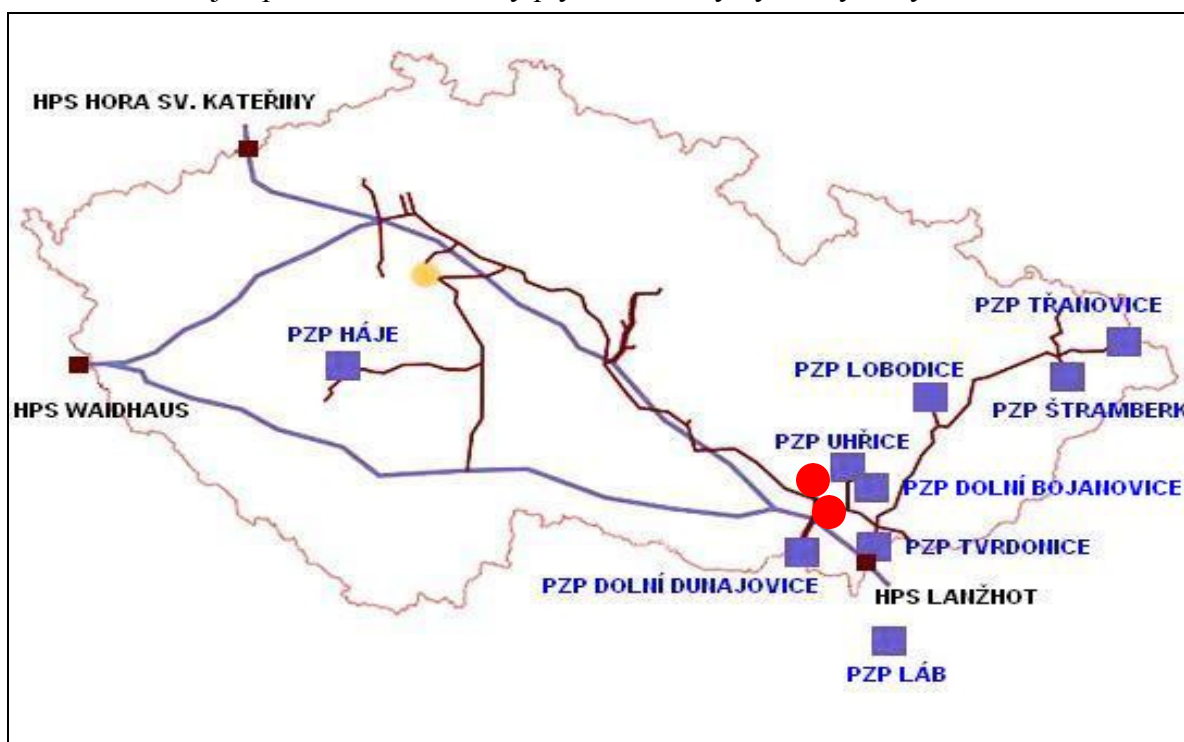 HPS HORA SV. KATEŘINY
PZP TŘANOVICE
PZP HÁJE
PZP LOBODICE
HPS WAIDHAUS
PZP ŠTRAMBERK
PZP UHŘICE
PZP DOLNÍ BOJANOVICE
PZP TVRDONICE
PZP DOLNÍ DUNAJOVICE
HPS LANŽHOT
PZP LÁB